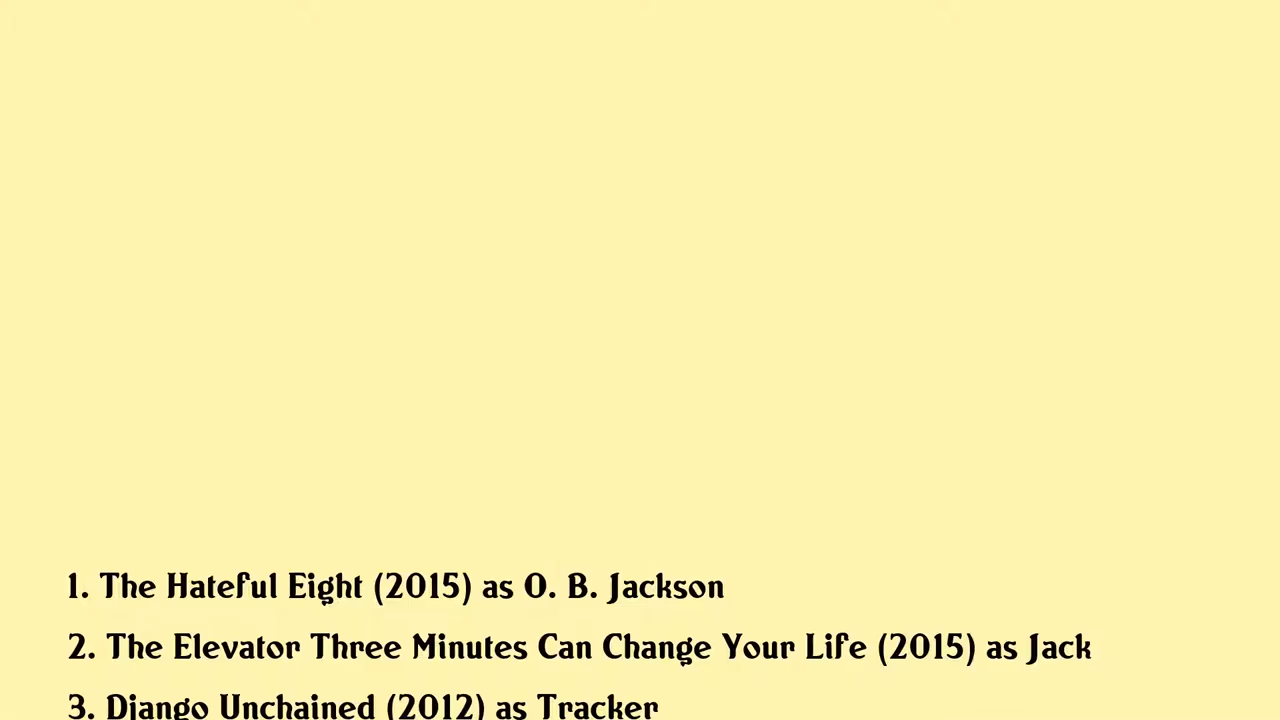 1. The Hateful Eight (2015) as O. B. Jackson
2. The Elevator Three Minutes Can Change Your Life (2015) as Jack
3. Django Unchained (2012) as Tracker